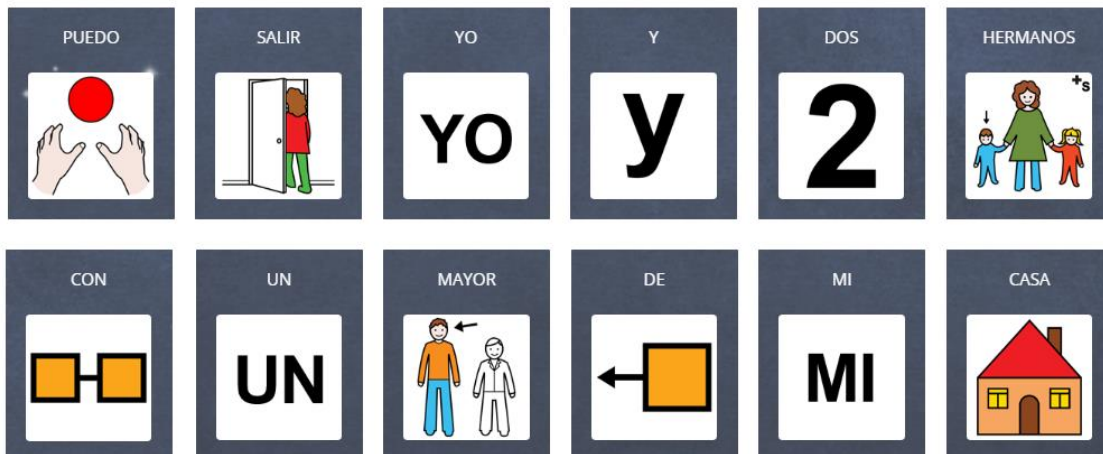 PUEDO SALIR YO Y DOS HERMANOS
YO y 2 +s
CON UN MAYOR DE MI CASA
UN MI